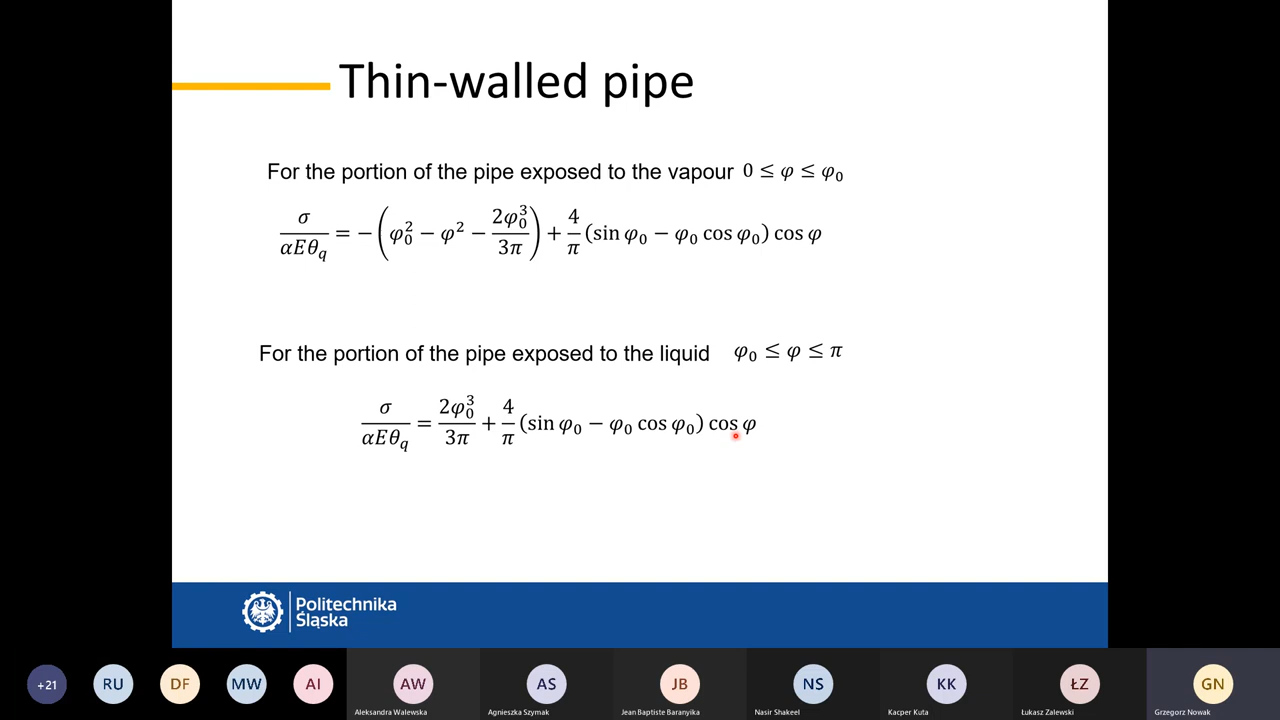 Thin-walled pipe
For the portion of the pipe exposed to the vapour 0 ≤ φ ≤ φ₀
σ/(αEθ_q) = −(φ₀² − φ² − 2φ₀³/3π) + 4/π (sin φ₀ − φ₀ cos φ₀) cos φ
For the portion of the pipe exposed to the liquid φ₀ ≤ φ ≤ π
σ/(αEθ_q) = 2φ₀³/3π + 4/π (sin φ₀ − φ₀ cos φ₀) cos φ
Politechnika
Śląska
+21 RU DF MW AI AW AS JB NS KK ŁZ GN
Aleksandra Walewska Agnieszka Szymak Jean Baptiste Baranyika Nasir Shakeel Kacper Kuta Łukasz Zalewski Grzegorz Nowak